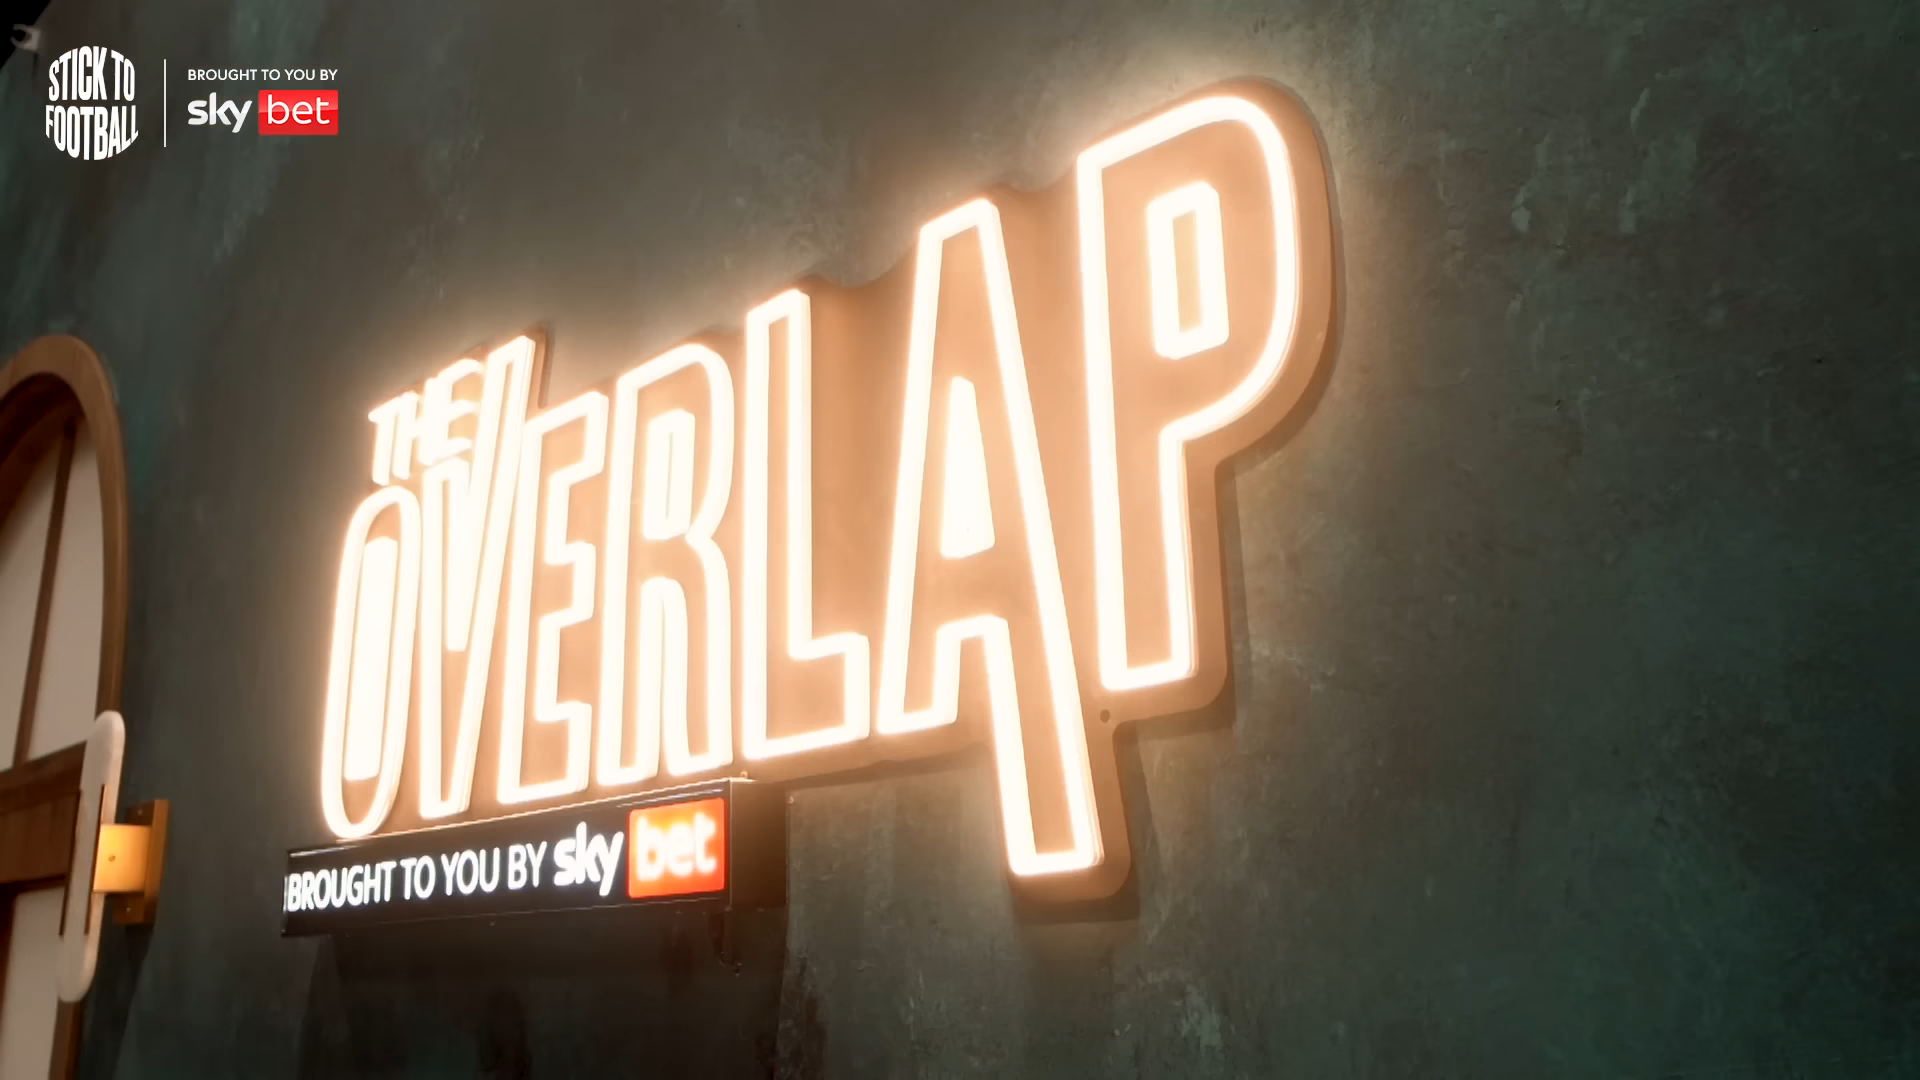 STICK TO
FOOTBALL
BROUGHT TO YOU BY
sky bet
THE
OVERLAP
BROUGHT TO YOU BY sky bet